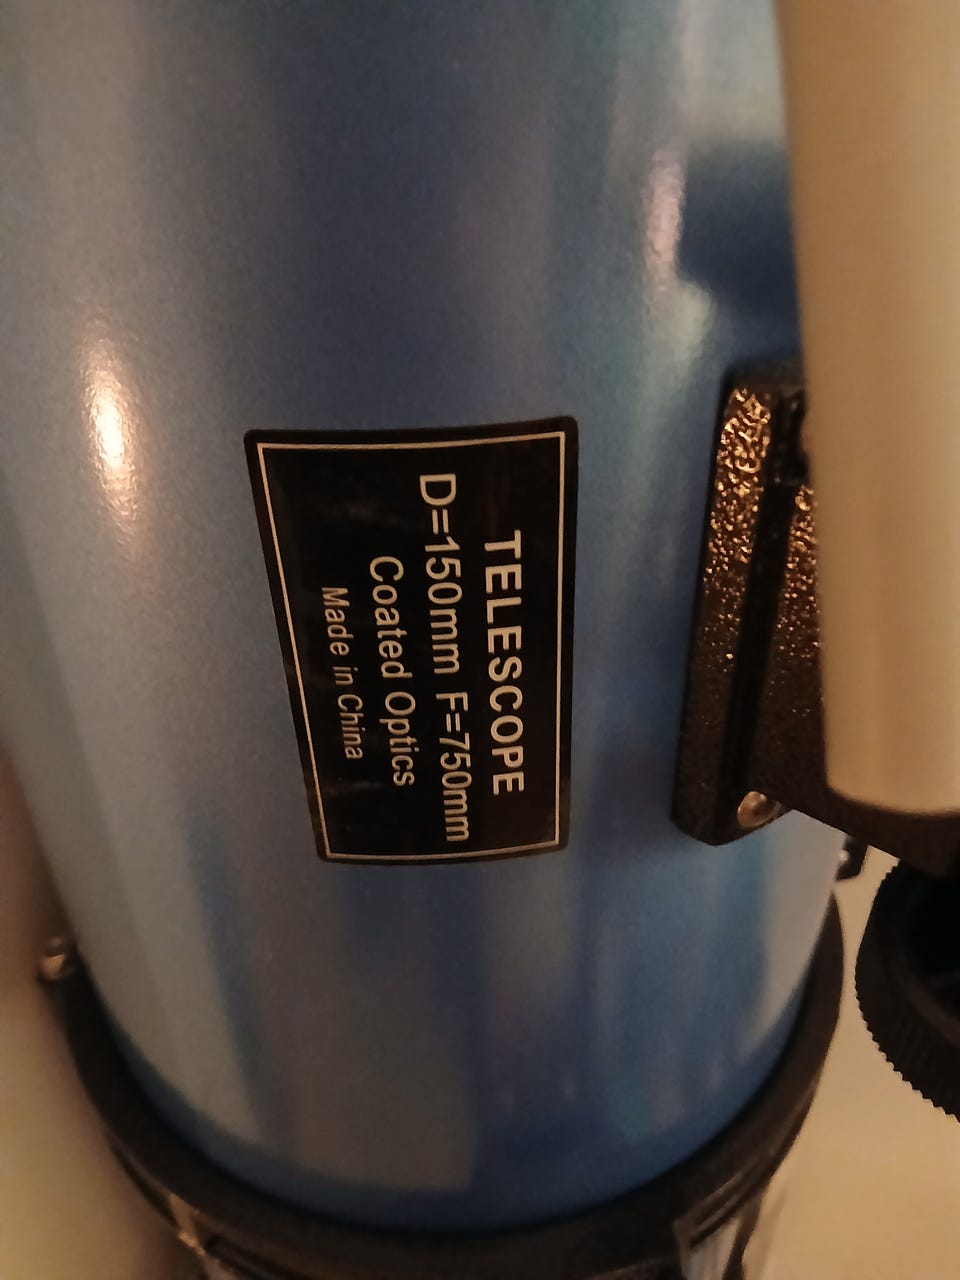 TELESCOPE
D=150mm F=750mm
Coated Optics
Made in China